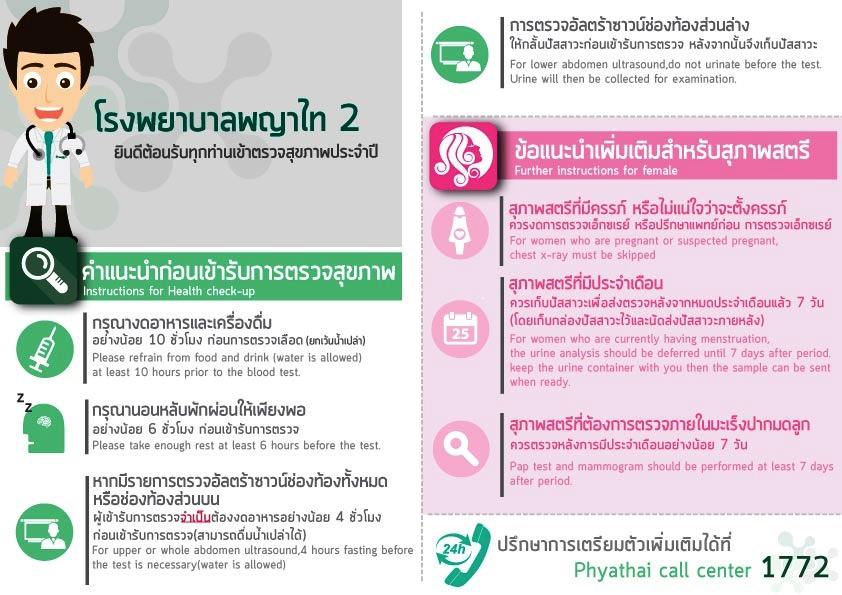 โรงพยาบาลพญาไท 2
ยินดีต้อนรับทุกท่านเข้าตรวจสุขภาพประจำปี
คำแนะนำก่อนเข้ารับการตรวจสุขภาพ
Instructions for Health check-up
กรุณางดอาหารและเครื่องดื่ม
อย่างน้อย 10 ชั่วโมง ก่อนการตรวจเลือด (ยกเว้นน้ำเปล่า)
Please refrain from food and drink (water is allowed)
at least 10 hours prior to the blood test.
z
z
กรุณานอนหลับพักผ่อนให้เพียงพอ
อย่างน้อย 6 ชั่วโมง ก่อนเข้ารับการตรวจ
Please take enough rest at least 6 hours before the test.
หากมีรายการตรวจอัลตร้าซาวน์ช่องท้องทั้งหมด
หรือช่องท้องส่วนบน
ผู้เข้ารับการตรวจจำเป็นต้องงดอาหารอย่างน้อย 4 ชั่วโมง
ก่อนเข้ารับการตรวจ(สามารถดื่มน้ำเปล่าได้)
For upper or whole abdomen ultrasound,4 hours fasting before
the test is necessary(water is allowed)
การตรวจอัลตร้าซาวน์ช่องท้องส่วนล่าง
ให้กลั้นปัสสาวะก่อนเข้ารับการตรวจ หลังจากนั้นจึงเก็บปัสสาวะ
For lower abdomen ultrasound,do not urinate before the test.
Urine will then be collected for examination.
ข้อแนะนำเพิ่มเติมสำหรับสุภาพสตรี
Further instructions for female
สุภาพสตรีที่มีครรภ์ หรือไม่แน่ใจว่าจะตั้งครรภ์
ควรงดการตรวจเอ็กซเรย์ หรือปรึกษาแพทย์ก่อน การตรวจเอ็กซเรย์
For women who are pregnant or suspected pregnant,
chest x-ray must be skipped
สุภาพสตรีที่มีประจำเดือน
ควรเก็บปัสสาวะเพื่อส่งตรวจหลังจากหมดประจำเดือนแล้ว 7 วัน
(โดยเก็บกล่องปัสสาวะไว้และนัดส่งปัสสาวะภายหลัง)
25
For women who are currently having menstruation,
the urine analysis should be deferred until 7 days after period.
keep the urine container with you then the sample can be sent
when ready.
สุภาพสตรีที่ต้องการตรวจภายในมะเร็งปากมดลูก
ควรตรวจหลังการมีประจำเดือนอย่างน้อย 7 วัน
Pap test and mammogram should be performed at least 7 days
after period.
24h
ปรึกษาการเตรียมตัวเพิ่มเติมได้ที่
Phyathai call center 1772